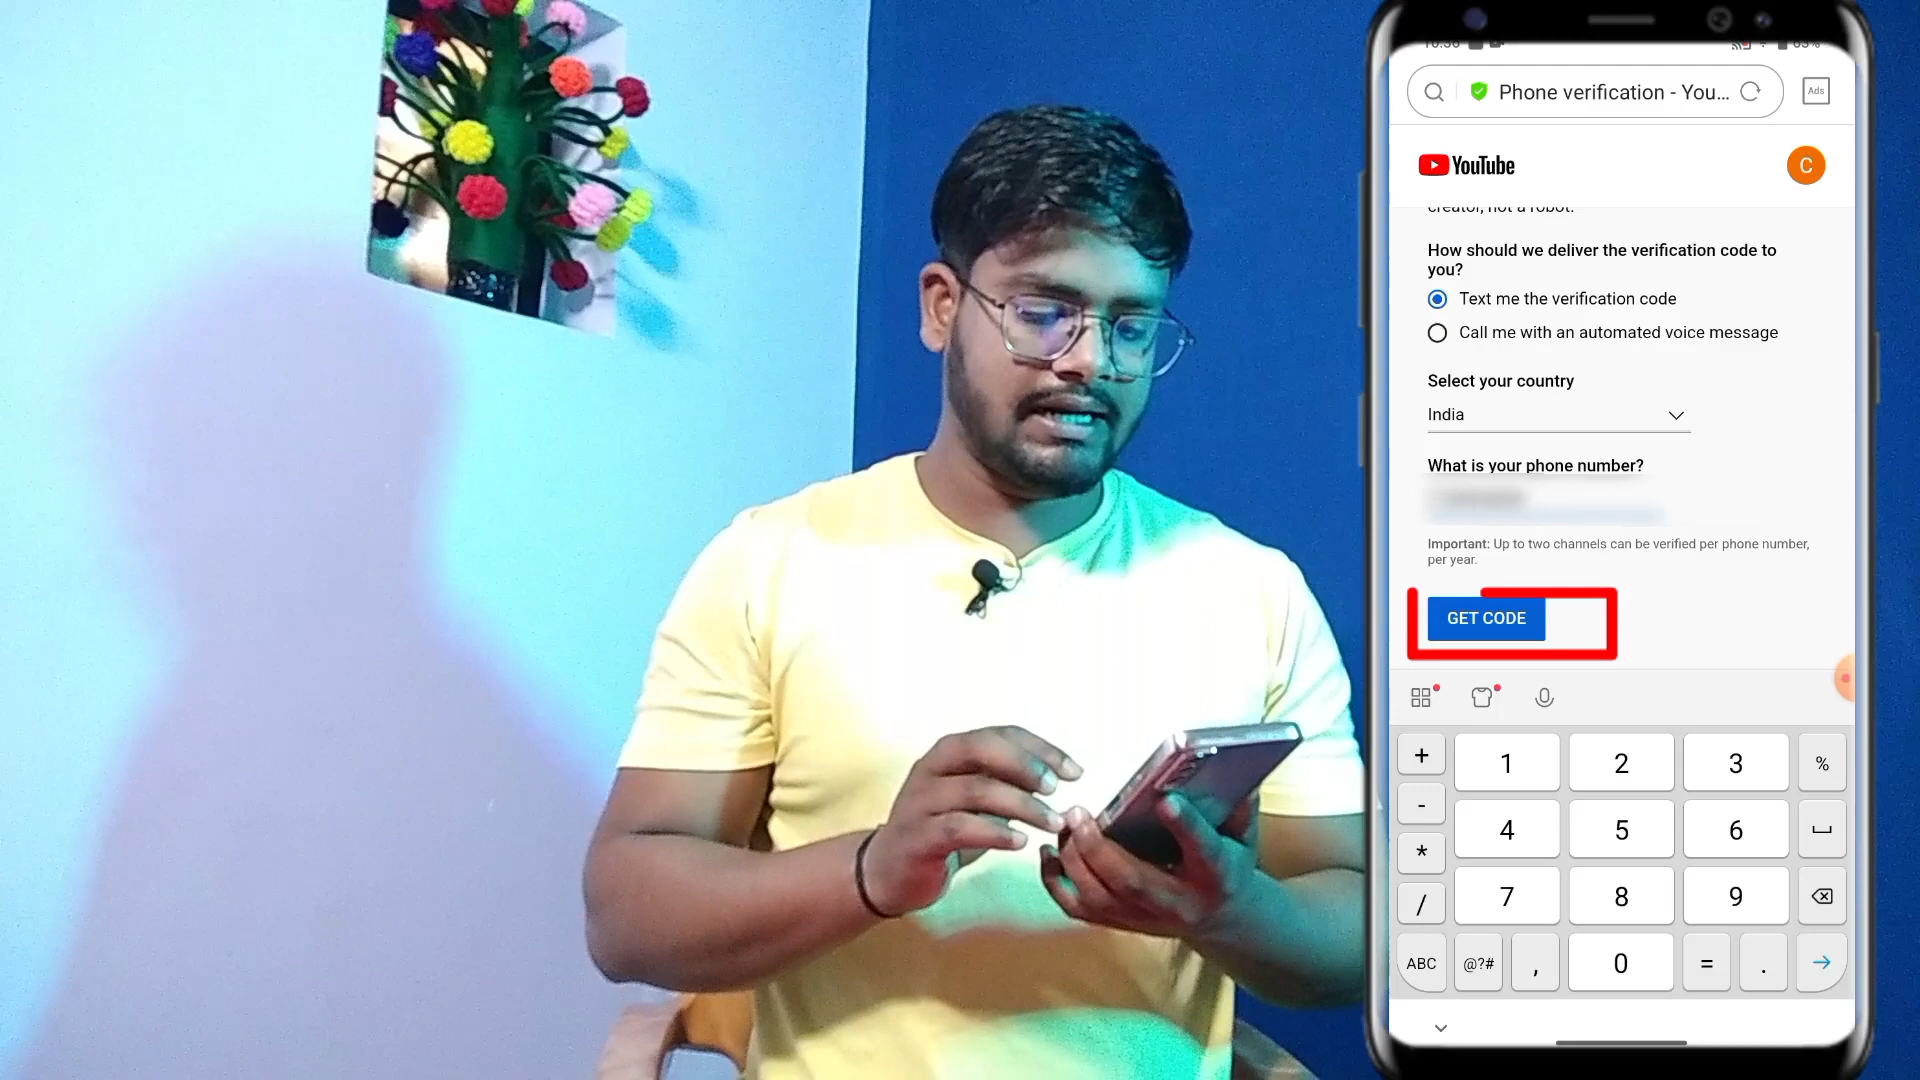 Phone verification - You...
Ads
YouTube
C
creator, not a robot.
How should we deliver the verification code to
you?
Text me the verification code
Call me with an automated voice message
Select your country
India
What is your phone number?
Important: Up to two channels can be verified per phone number,
per year.
GET CODE
+ 1 2 3 %
- 4 5 6
* 7 8 9
/
ABC @?# , 0 = .